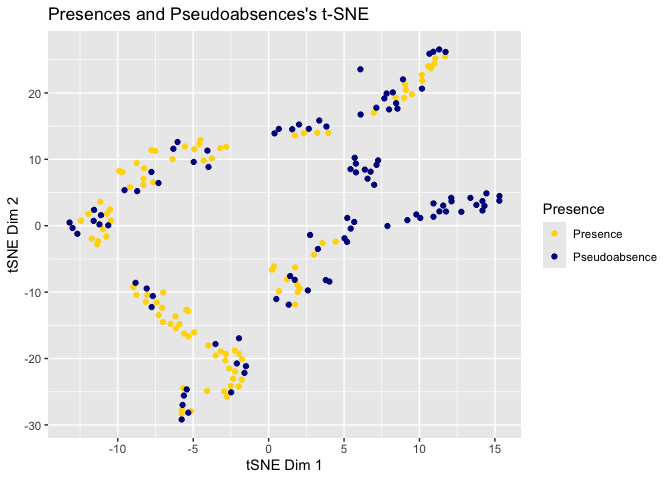 Presences and Pseudoabsences's t-SNE
tSNE Dim 2
20
10
0
-10
-20
-30
-10
-5
0
5
10
15
tSNE Dim 1
Presence
Presence
Pseudoabsence